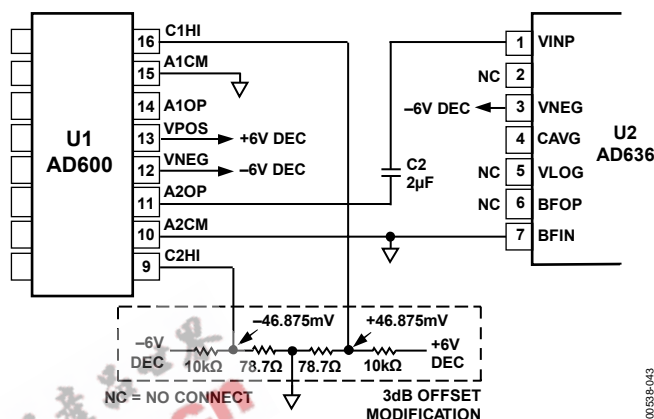 16 C1HI
15 A1CM
14 A1OP
13 VPOS
+6V DEC
12 VNEG
–6V DEC
11 A2OP
10 A2CM
9 C2HI
U1
AD600
C2
2µF
1 VINP
NC 2
–6V DEC
3 VNEG
4 CAVG
NC 5 VLOG
NC 6 BFOP
7 BFIN
U2
AD636
–46.875mV
+46.875mV
–6V
DEC
10kΩ
78.7Ω
78.7Ω
10kΩ
+6V
DEC
NC = NO CONNECT
3dB OFFSET
MODIFICATION
00538-043